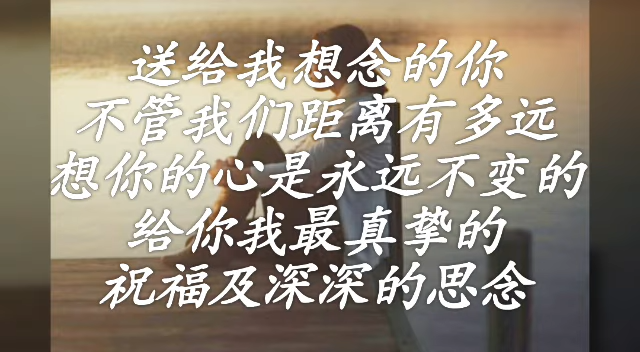 送给我想念的你
不管我们距离有多远
想你的心是永远不变的
给你我最真挚的
祝福及深深的思念